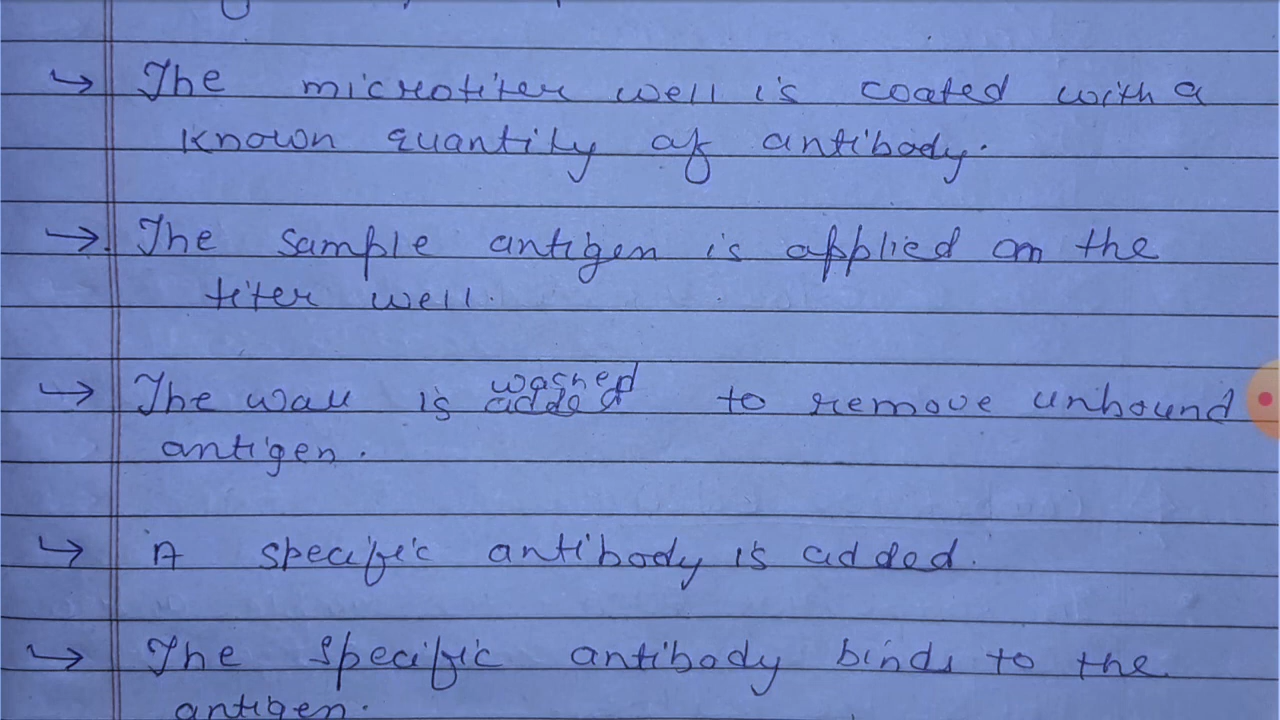 → The microtiter well is coated with a
known quantity of antibody.
→ The sample antigen is applied on the
titer well.
→ The wall is washed added to remove unbound
antigen.
→ A specific antibody is added.
→ The specific antibody binds to the
antigen.